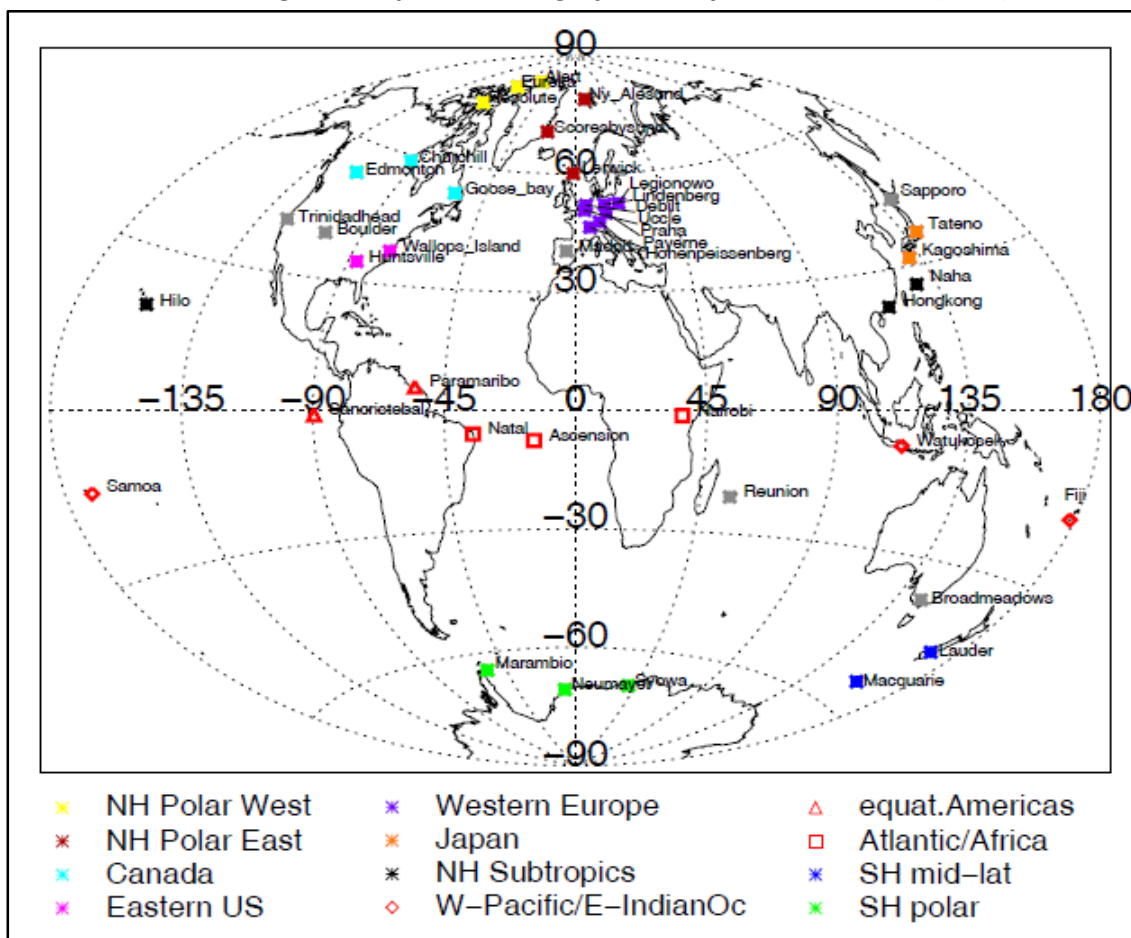 90
Alert
Eureka
Resolute
Ny_Alesund
Scoresbysund
Churchill
60
Lerwick
Edmonton
Legionowo
Goose_bay
Lindenberg
Sapporo
Debilt
Trinidadhead
Uccle
Boulder
Praha
Tateno
Wallops_Island
Madrid
Payerne
Kagoshima
Huntsville
Hohenpeissenberg
30
Naha
Hilo
Hongkong
Paramaribo
−135
−90
−45
0
45
90
135
180
Sancristobal
Nairobi
Natal
Ascension
Watukosek
Samoa
Reunion
Fiji
−30
Broadmeadows
−60
Lauder
Marambio
Neumayer
Syowa
Macquarie
−90
NH Polar West
Western Europe
equat.Americas
NH Polar East
Japan
Atlantic/Africa
Canada
NH Subtropics
SH mid−lat
Eastern US
W−Pacific/E−IndianOc
SH polar